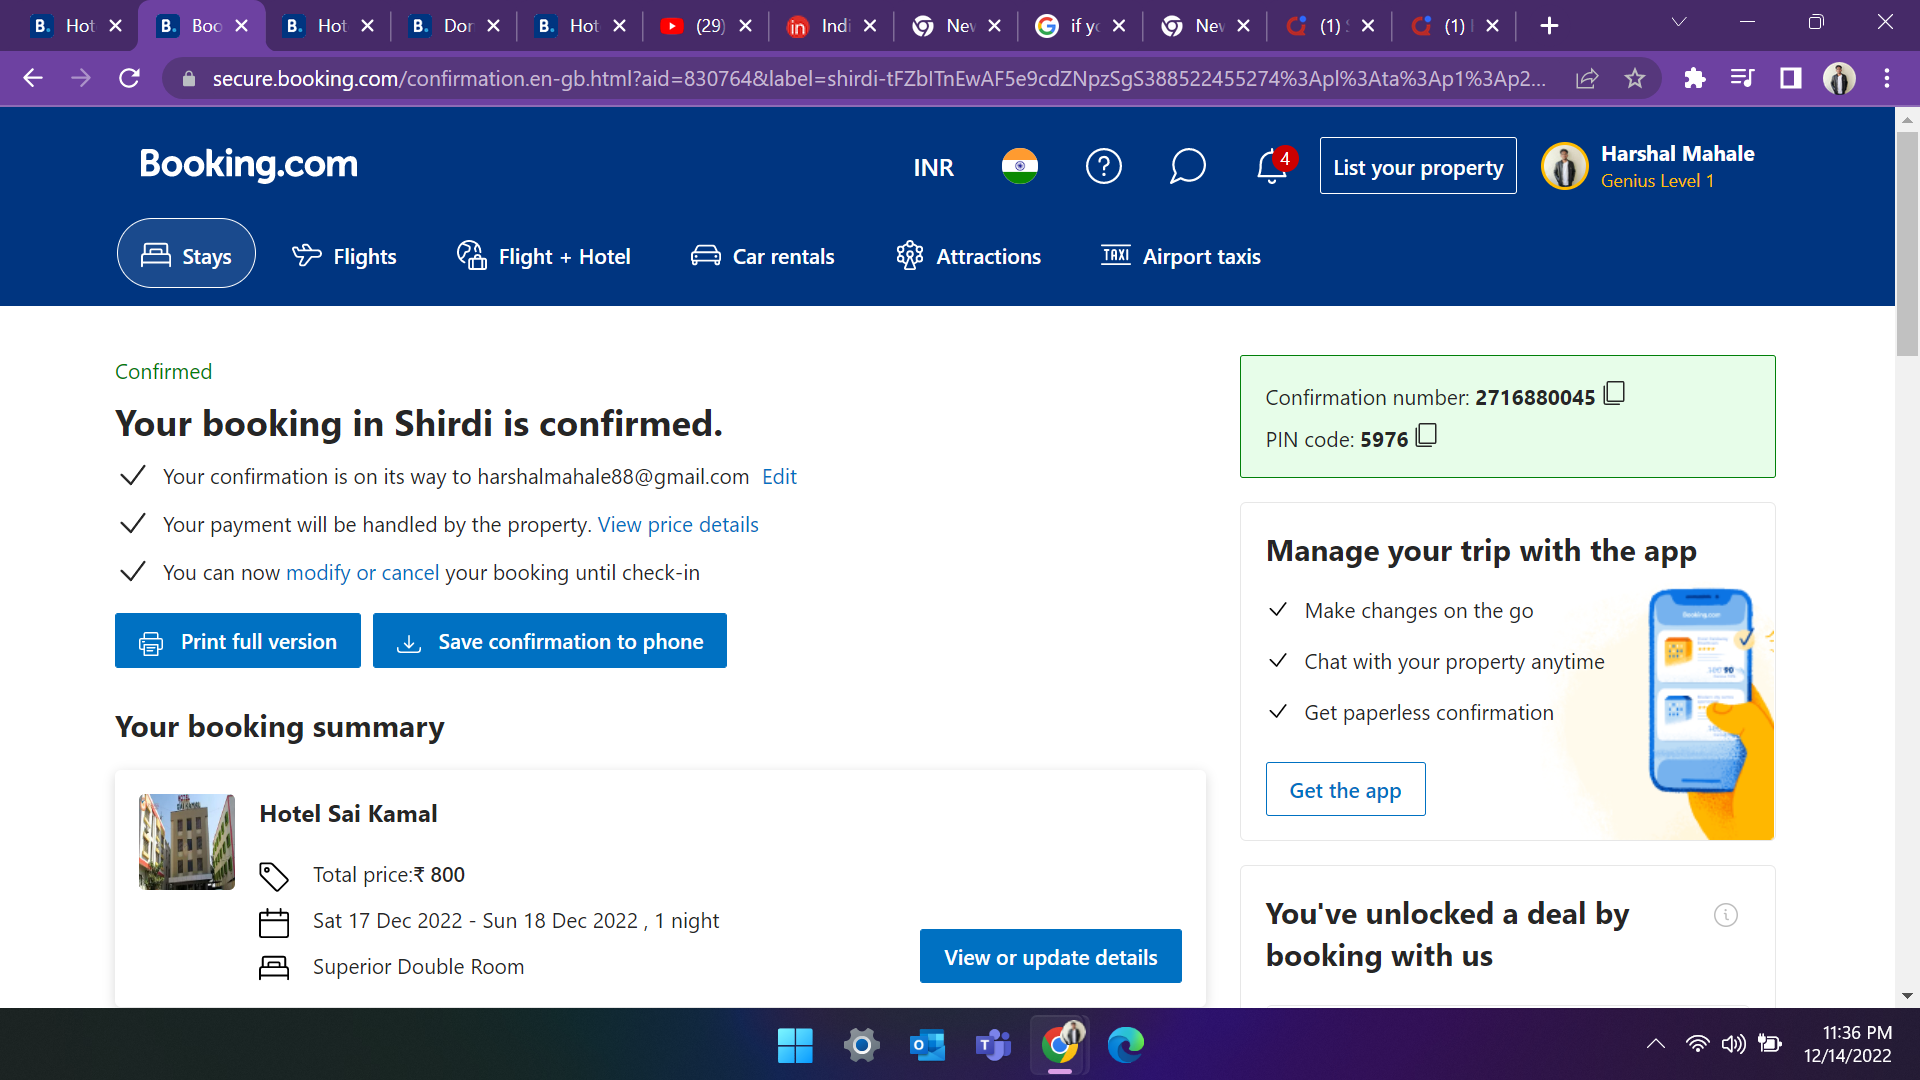 Hot
Boo
Hot
Dor
Hot
(29)
Indi
Nev
if yo
Nev
(1)
(1)
secure.booking.com/confirmation.en-gb.html?aid=830764&label=shirdi-tFZbITnEwAF5e9cdZNpzSgS388522455274%3Apl%3Ata%3Ap1%3Ap2...
Booking.com
INR
4
List your property
Harshal Mahale
Genius Level 1
Stays
Flights
Flight + Hotel
Car rentals
Attractions
TAXI
Airport taxis
Confirmed
Your booking in Shirdi is confirmed.
Your confirmation is on its way to harshalmahale88@gmail.com Edit
Your payment will be handled by the property. View price details
You can now modify or cancel your booking until check-in
Print full version
Save confirmation to phone
Your booking summary
Hotel Sai Kamal
Total price:₹ 800
Sat 17 Dec 2022 - Sun 18 Dec 2022 , 1 night
Superior Double Room
View or update details
Confirmation number: 2716880045
PIN code: 5976
Manage your trip with the app
Make changes on the go
Chat with your property anytime
Get paperless confirmation
Get the app
You've unlocked a deal by
booking with us
11:36 PM
12/14/2022